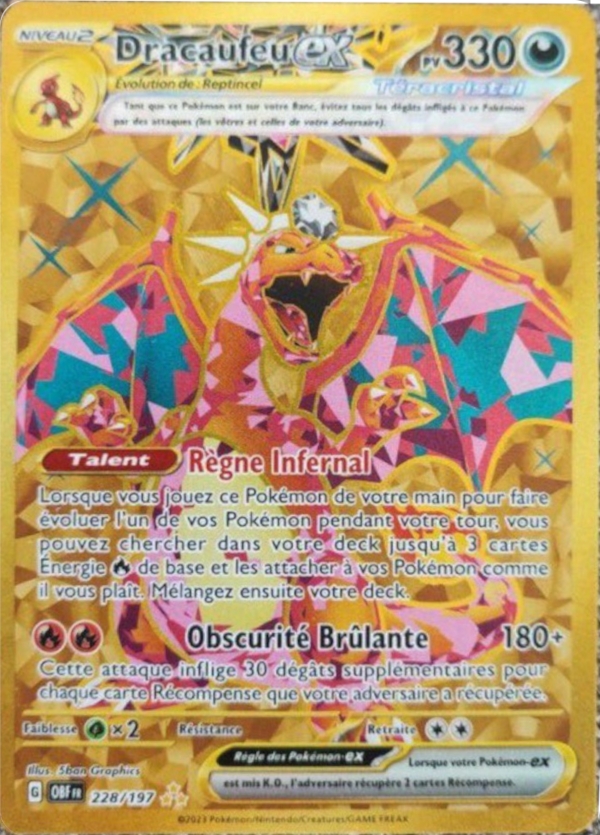 NIVEAU 2
Dracaufeu ex
PV 330
Évolution de : Reptincel
Téracristal
Tant que ce Pokémon est sur votre Banc, évitez tous les dégâts infligés à ce Pokémon
par des attaques (les vôtres et celles de votre adversaire).
Talent Règne Infernal
Lorsque vous jouez ce Pokémon de votre main pour faire
évoluer l'un de vos Pokémon pendant votre tour, vous
pouvez chercher dans votre deck jusqu'à 3 cartes
Énergie de base et les attacher à vos Pokémon comme
il vous plaît. Mélangez ensuite votre deck.
Obscurité Brûlante 180+
Cette attaque inflige 30 dégâts supplémentaires pour
chaque carte Récompense que votre adversaire a récupérée.
Faiblesse ×2 Résistance Retraite
Illus. 5ban Graphics
Règle des Pokémon-ex Lorsque votre Pokémon-ex
est mis K.O., l'adversaire récupère 2 cartes Récompense.
G OBF FR 228/197
©2023 Pokémon/Nintendo/Creatures/GAME FREAK